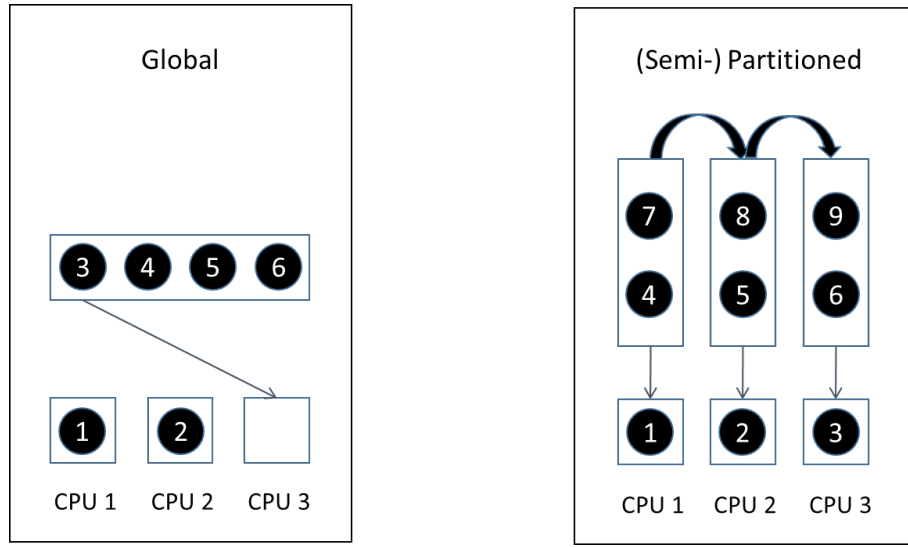 Global
3 4 5 6
1 2
CPU 1 CPU 2 CPU 3
(Semi-) Partitioned
7 8 9
4 5 6
1 2 3
CPU 1 CPU 2 CPU 3